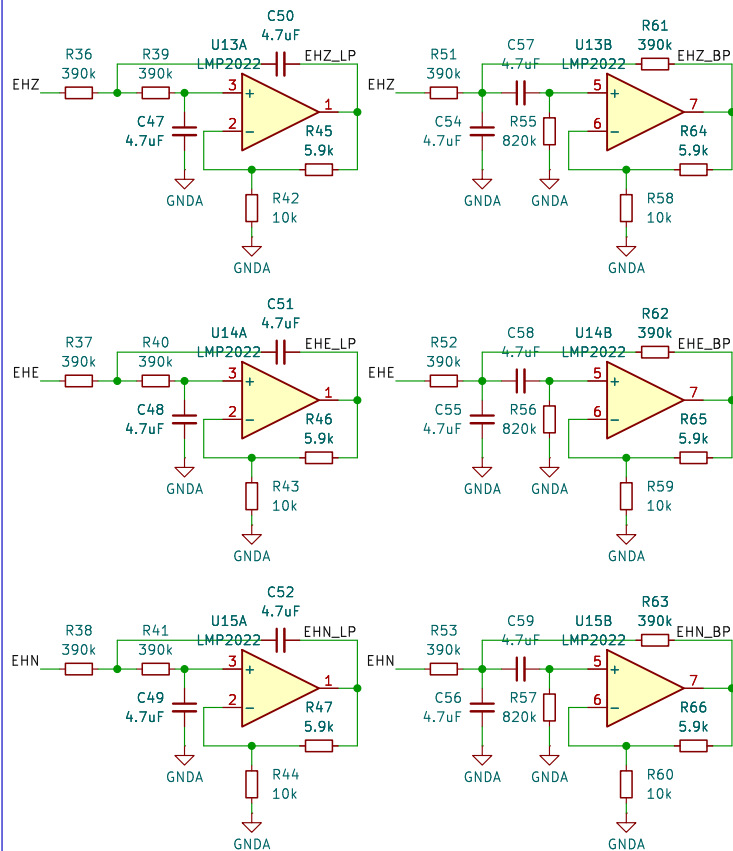 C50
4.7uF
R36
390k
R39
390k
U13A
LMP2022
EHZ_LP
EHZ
3
+
1
2
−
C47
4.7uF
R45
5.9k
GNDA
R42
10k
GNDA
R61
390k
R51
390k
C57
4.7uF
U13B
LMP2022
EHZ_BP
EHZ
5
+
7
6
−
C54
4.7uF
R55
820k
R64
5.9k
GNDA
GNDA
R58
10k
GNDA
C51
4.7uF
R37
390k
R40
390k
U14A
LMP2022
EHE_LP
EHE
3
+
1
2
−
C48
4.7uF
R46
5.9k
GNDA
R43
10k
GNDA
R62
390k
R52
390k
C58
4.7uF
U14B
LMP2022
EHE_BP
EHE
5
+
7
6
−
C55
4.7uF
R56
820k
R65
5.9k
GNDA
GNDA
R59
10k
GNDA
C52
4.7uF
R38
390k
R41
390k
U15A
LMP2022
EHN_LP
EHN
3
+
1
2
−
C49
4.7uF
R47
5.9k
GNDA
R44
10k
GNDA
R63
390k
R53
390k
C59
4.7uF
U15B
LMP2022
EHN_BP
EHN
5
+
7
6
−
C56
4.7uF
R57
820k
R66
5.9k
GNDA
GNDA
R60
10k
GNDA